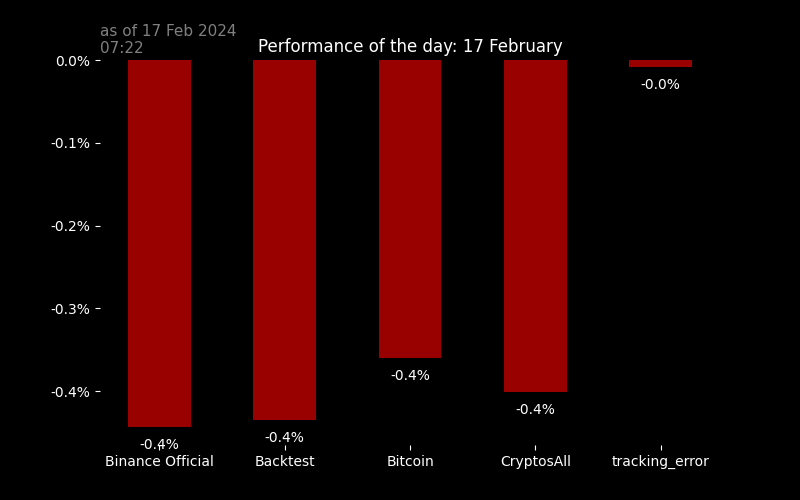 as of 17 Feb 2024
07:22
Performance of the day: 17 February
0.0%
-0.1%
-0.2%
-0.3%
-0.4%
-0.4%
-0.4%
-0.4%
-0.4%
-0.0%
Binance Official
Backtest
Bitcoin
CryptosAll
tracking_error